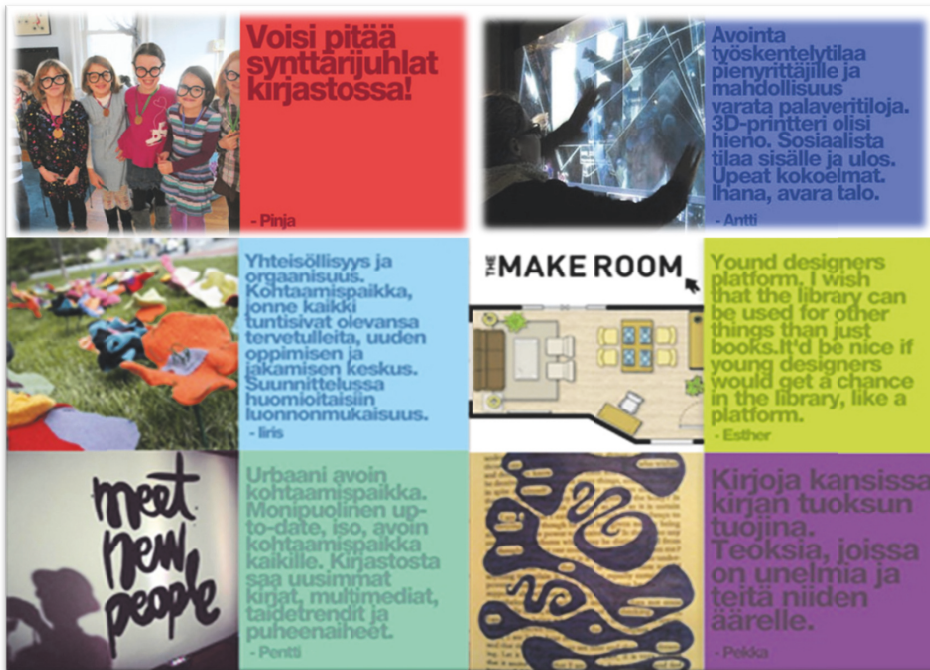 Voisi pitää
synttärijuhlat
kirjastossa!
- Pinja
Avointa
työskentelytilaa
pienyrittäjille ja
mahdollisuus
varata palaveritiloja.
3D-printteri olisi
hieno. Sosiaalista
tilaa sisälle ja ulos.
Upeat kokoelmat.
Ihana, avara talo.
- Antti
Yhteisöllisyys ja
orgaanisuus.
Kohtaamispaikka,
jonne kaikki
tuntisivat olevansa
tervetulleita, uuden
oppimisen ja
jakamisen keskus.
Suunnittelussa
huomioitaisiin
luonnonmukaisuus.
- Iiris
THE MAKE ROOM
Yound designers
platform. I wish
that the library can
be used for other
things than just
books.It'd be nice if
young designers
would get a chance
in the library, like a
platform.
- Esther
meet
new
people
Urbaani avoin
kohtaamispaikka.
Monipuolinen up-
to-date, iso, avoin
kohtaamispaikka
kaikille. Kirjastosta
saa uusimmat
kirjat, multimediat,
taidetrendit ja
puheenaiheet.
- Pentti
Kirjoja kansissa
kirjan tuoksun
tuojina.
Teoksia, joissa
on unelmia ja
teitä niiden
äärelle.
- Pekka